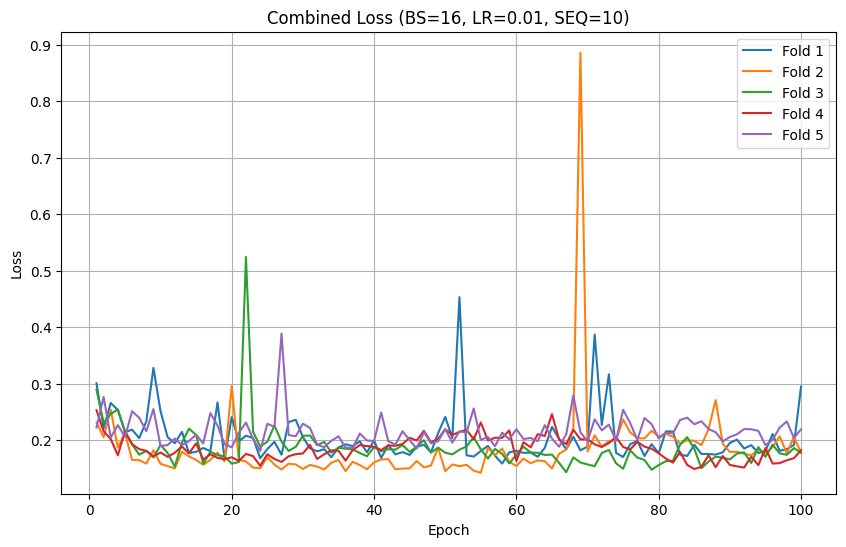 Combined Loss (BS=16, LR=0.01, SEQ=10)
0.9
0.8
0.7
0.6
0.5
0.4
0.3
0.2
Loss
Fold 1
Fold 2
Fold 3
Fold 4
Fold 5
0 20 40 60 80 100
Epoch